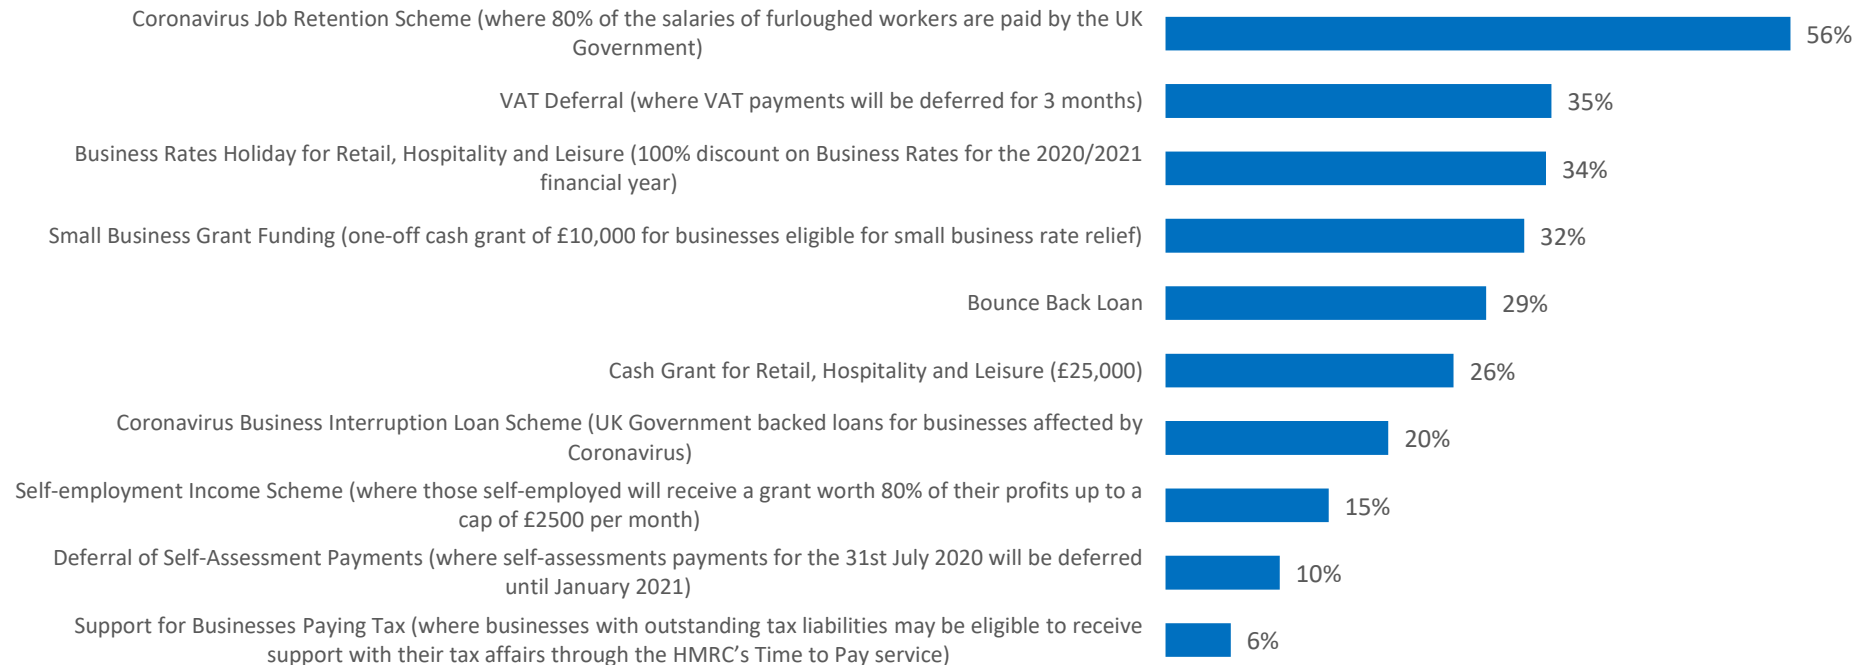 Coronavirus Job Retention Scheme (where 80% of the salaries of furloughed workers are paid by the UK
Government)
56%
VAT Deferral (where VAT payments will be deferred for 3 months)
35%
Business Rates Holiday for Retail, Hospitality and Leisure (100% discount on Business Rates for the 2020/2021
financial year)
34%
Small Business Grant Funding (one-off cash grant of £10,000 for businesses eligible for small business rate relief)
32%
Bounce Back Loan
29%
Cash Grant for Retail, Hospitality and Leisure (£25,000)
26%
Coronavirus Business Interruption Loan Scheme (UK Government backed loans for businesses affected by
Coronavirus)
20%
Self-employment Income Scheme (where those self-employed will receive a grant worth 80% of their profits up to a
cap of £2500 per month)
15%
Deferral of Self-Assessment Payments (where self-assessments payments for the 31st July 2020 will be deferred
until January 2021)
10%
Support for Businesses Paying Tax (where businesses with outstanding tax liabilities may be eligible to receive
support with their tax affairs through the HMRC's Time to Pay service)
6%